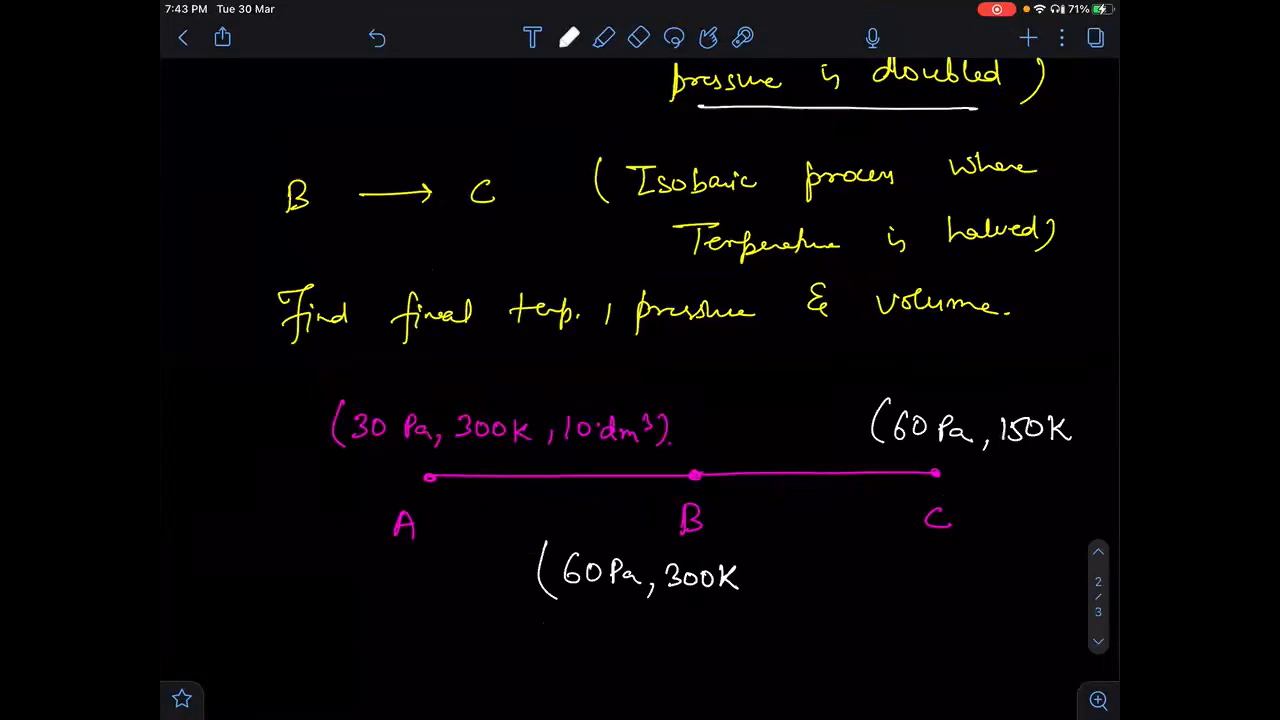 7:43 PM Tue 30 Mar
71%
pressure is doubled)
B → C (Isobaric process where
Temperature is halved)
Find final temp., pressure & volume.
(30 Pa, 300K, 10 dm³).
(60 Pa, 150K
A B C
(60 Pa, 300K
2
/
3